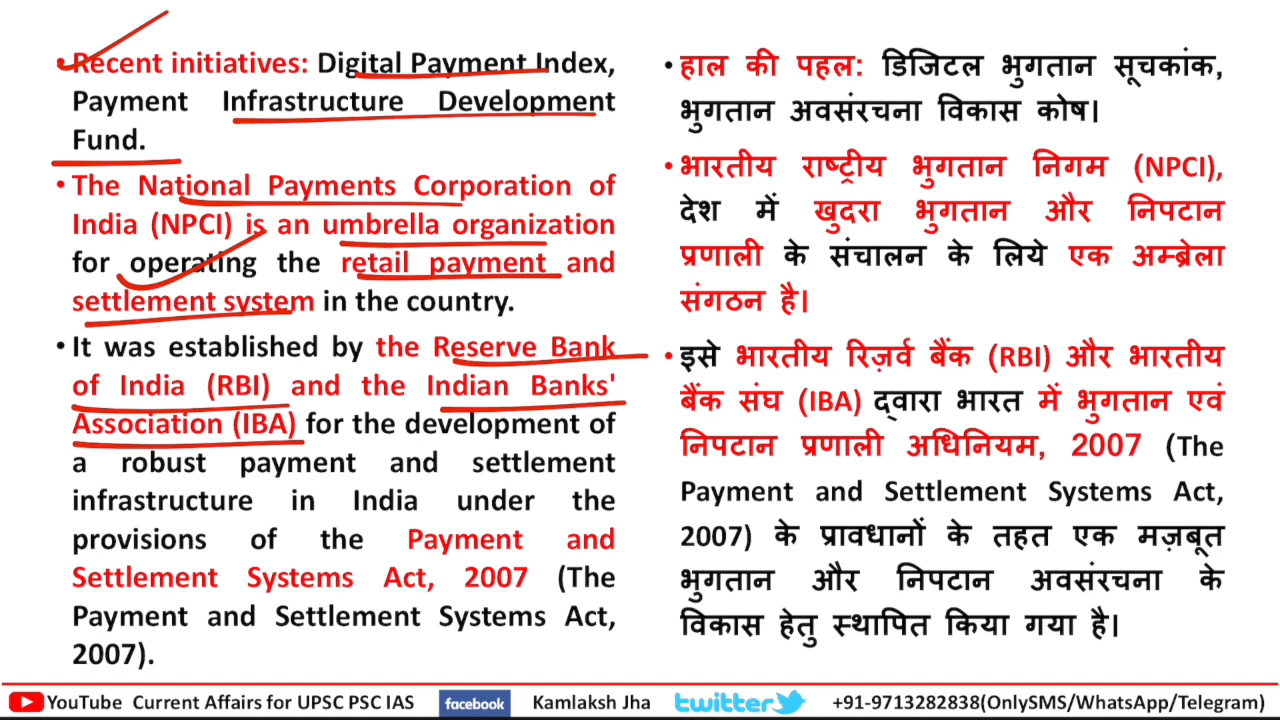 • Recent initiatives: Digital Payment Index,
Payment Infrastructure Development
Fund.
• The National Payments Corporation of
India (NPCI) is an umbrella organization
for operating the retail payment and
settlement system in the country.
• It was established by the Reserve Bank
of India (RBI) and the Indian Banks'
Association (IBA) for the development of
a robust payment and settlement
infrastructure in India under the
provisions of the Payment and
Settlement Systems Act, 2007 (The
Payment and Settlement Systems Act,
2007).
• हाल की पहल: डिजिटल भुगतान सूचकांक,
भुगतान अवसंरचना विकास कोष।
• भारतीय राष्ट्रीय भुगतान निगम (NPCI),
देश में खुदरा भुगतान और निपटान
प्रणाली के संचालन के लिये एक अम्ब्रेला
संगठन है।
• इसे भारतीय रिज़र्व बैंक (RBI) और भारतीय
बैंक संघ (IBA) द्वारा भारत में भुगतान एवं
निपटान प्रणाली अधिनियम, 2007 (The
Payment and Settlement Systems Act,
2007) के प्रावधानों के तहत एक मज़बूत
भुगतान और निपटान अवसंरचना के
विकास हेतु स्थापित किया गया है।
YouTube Current Affairs for UPSC PSC IAS facebook Kamlaksh Jha twitter +91-9713282838(OnlySMS/WhatsApp/Telegram)